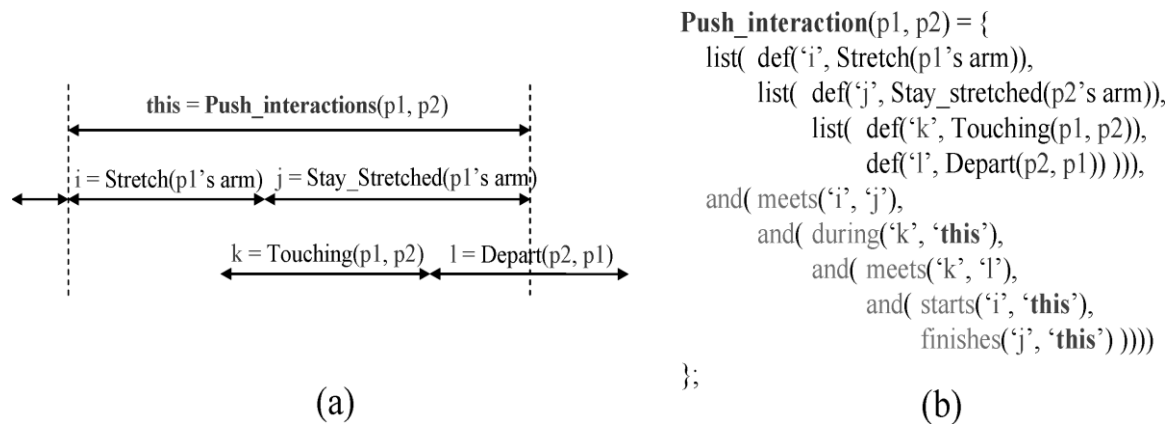 this = Push_interactions(p1, p2)
i = Stretch(p1's arm) j = Stay_Stretched(p1's arm)
k = Touching(p1, p2) l = Depart(p2, p1)
(a)
Push_interaction(p1, p2) = {
list( def(‘i’, Stretch(p1's arm)),
list( def(‘j’, Stay_stretched(p2's arm)),
list( def(‘k’, Touching(p1, p2)),
def(‘l’, Depart(p2, p1)) ))),
and( meets(‘i’, ‘j’),
and( during(‘k’, ‘this’),
and( meets(‘k’, ‘l’),
and( starts(‘i’, ‘this’),
finishes(‘j’, ‘this’) ))))
};
(b)